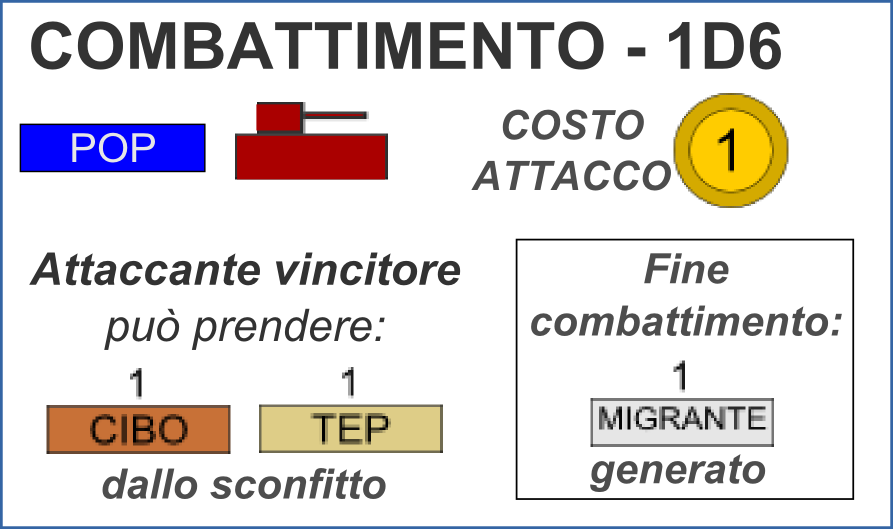 COMBATTIMENTO - 1D6
POP
COSTO
ATTACCO
1
Attaccante vincitore
può prendere:
1
CIBO
1
TEP
dallo sconfitto
Fine
combattimento:
1
MIGRANTE
generato